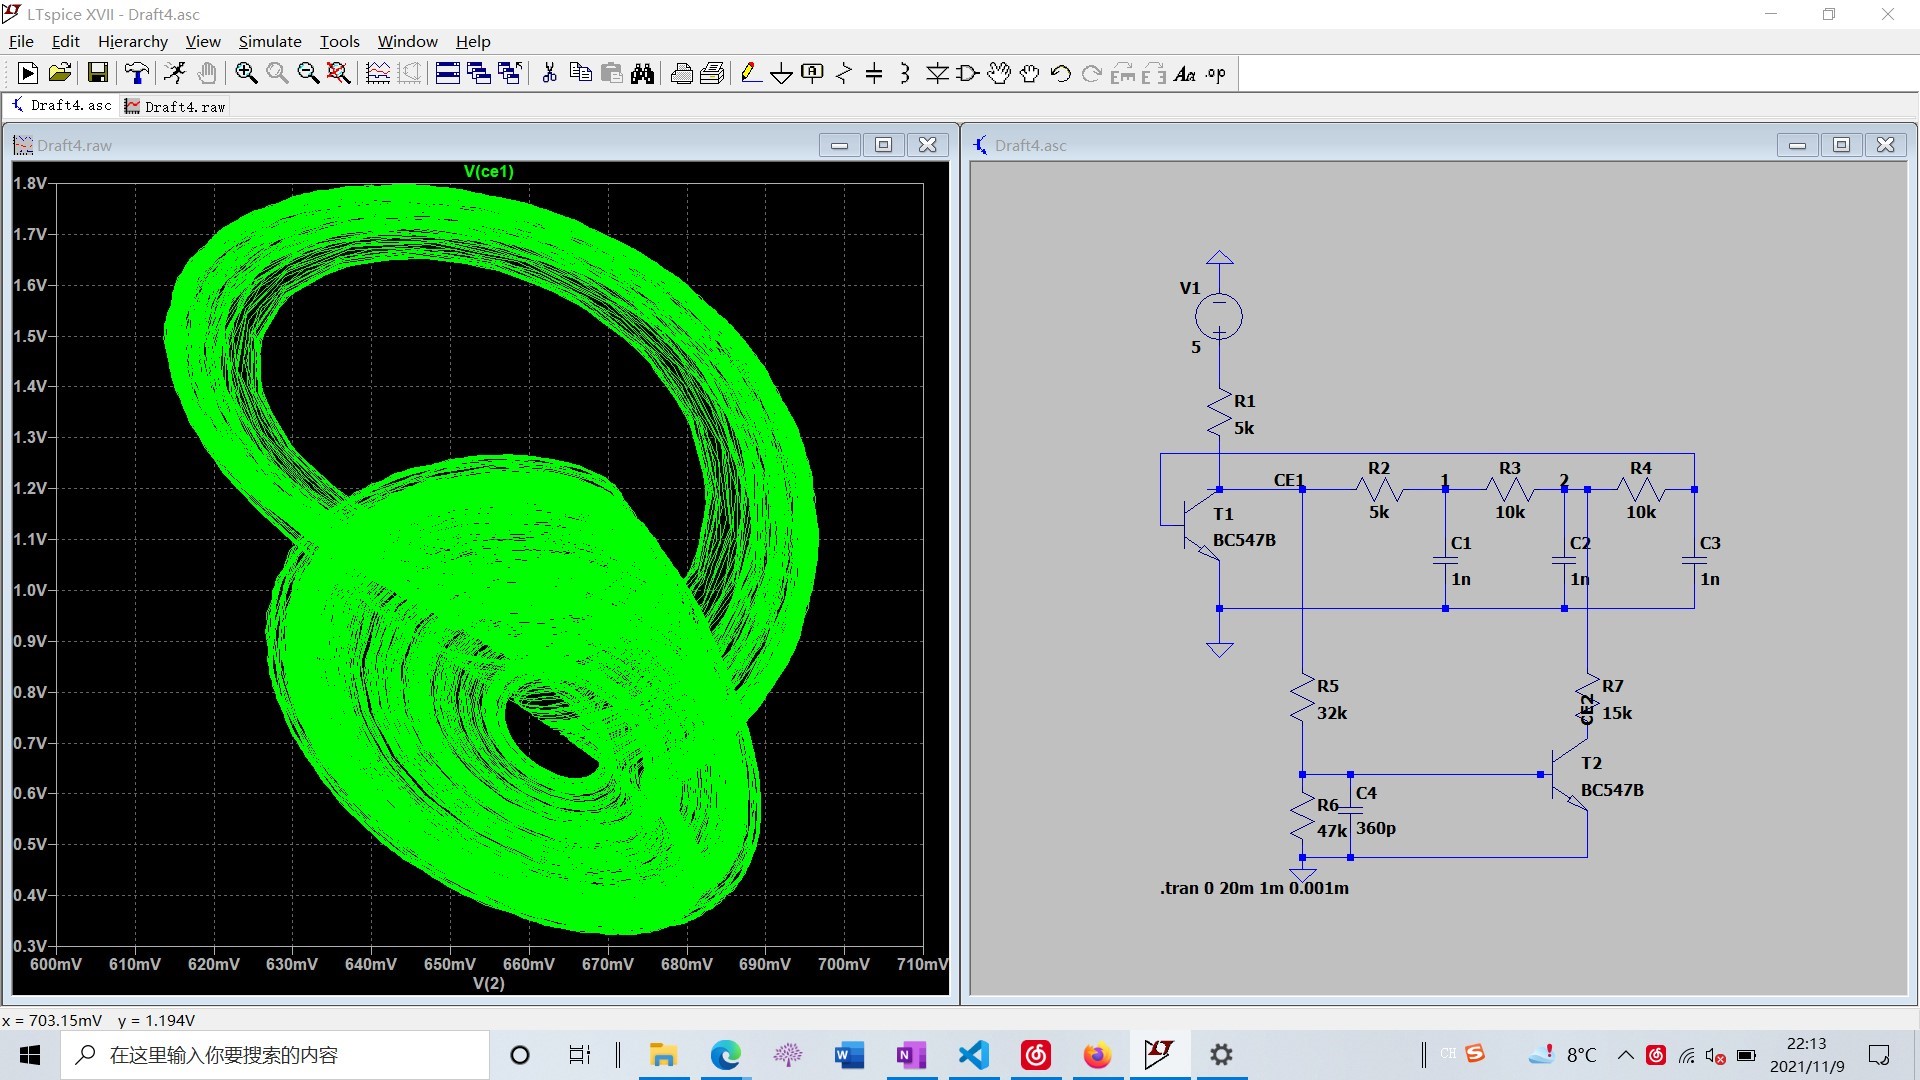 LTspice XVII - Draft4.asc
File Edit Hierarchy View Simulate Tools Window Help
.op
Draft4.asc Draft4.raw
Draft4.raw
V(ce1)
1.8V
1.7V
1.6V
1.5V
1.4V
1.3V
1.2V
1.1V
1.0V
0.9V
0.8V
0.7V
0.6V
0.5V
0.4V
0.3V
600mV 610mV 620mV 630mV 640mV 650mV 660mV 670mV 680mV 690mV 700mV 710mV
V(2)
Draft4.asc
V1
5
R1
5k
CE1
R2
5k
1
R3
10k
2
R4
10k
T1
BC547B
C1
1n
C2
1n
C3
1n
R5
32k
R7
15k
CE2
T2
BC547B
R6
47k
C4
360p
.tran 0 20m 1m 0.001m
x = 703.15mV y = 1.194V
在这里输入你要搜索的内容
CH
8°C
22:13
2021/11/9